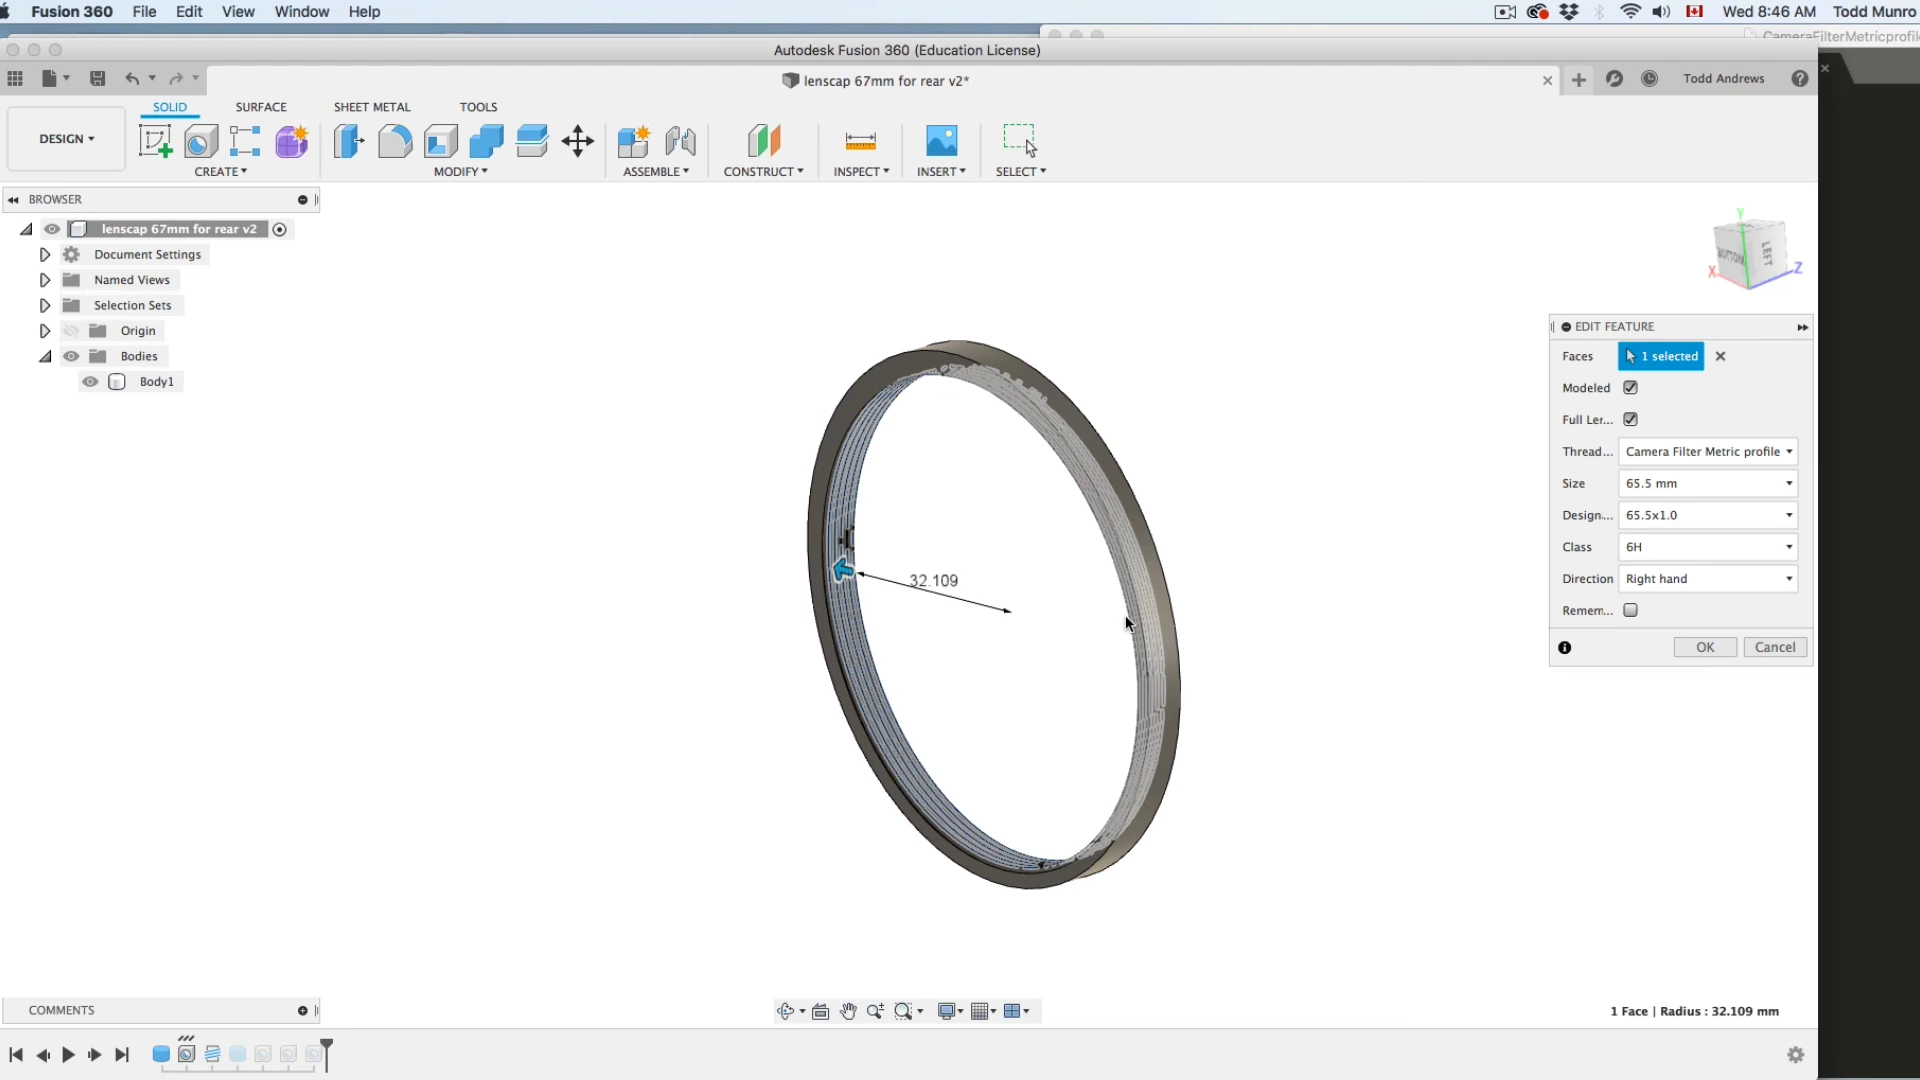 Fusion 360 File Edit View Window Help Wed 8:46 AM Todd Munro
CameraFilterMetricprofile
Autodesk Fusion 360 (Education License)
lenscap 67mm for rear v2* Todd Andrews
SOLID SURFACE SHEET METAL TOOLS
DESIGN
CREATE MODIFY ASSEMBLE CONSTRUCT INSPECT INSERT SELECT
BROWSER
lenscap 67mm for rear v2
Document Settings
Named Views
Selection Sets
Origin
Bodies
Body1
Y
LEFT
X Z
EDIT FEATURE
Faces 1 selected
Modeled
Full Ler...
Thread... Camera Filter Metric profile
Size 65.5 mm
Design... 65.5x1.0
Class 6H
Direction Right hand
Remem...
OK Cancel
32.109
COMMENTS
1 Face | Radius : 32.109 mm